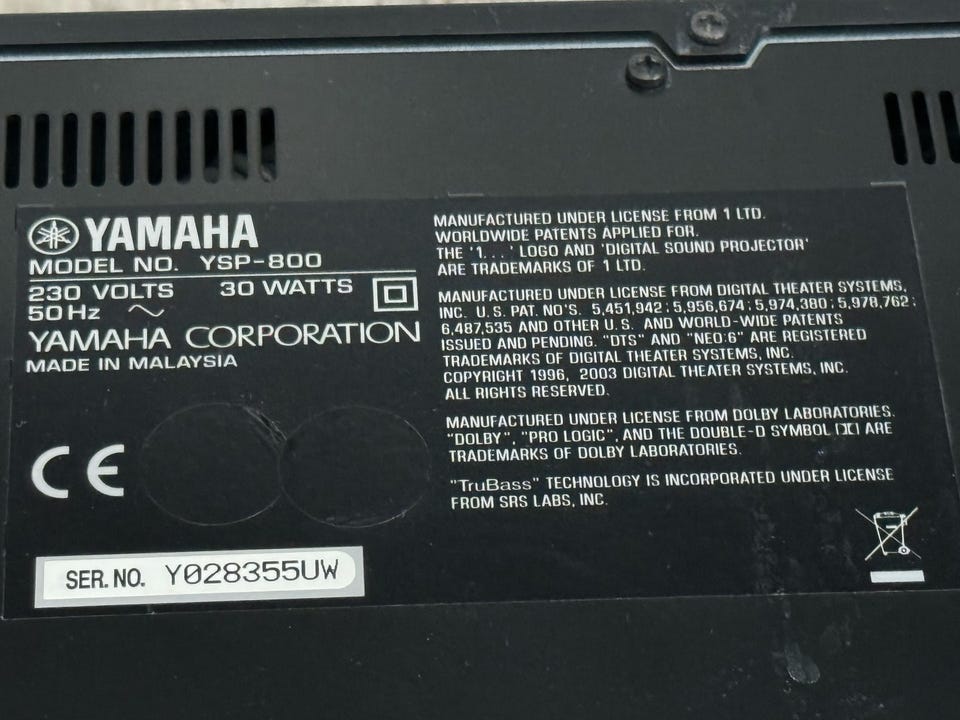 YAMAHA
MODEL NO. YSP-800
230 VOLTS 30 WATTS
50Hz ~
YAMAHA CORPORATION
MADE IN MALAYSIA
CE
SER. NO. Y028355UW
MANUFACTURED UNDER LICENSE FROM 1 LTD.
WORLDWIDE PATENTS APPLIED FOR.
THE '1...' LOGO AND 'DIGITAL SOUND PROJECTOR'
ARE TRADEMARKS OF 1 LTD.
MANUFACTURED UNDER LICENSE FROM DIGITAL THEATER SYSTEMS,
INC. U.S. PAT. NO'S. 5,451,942; 5,956,674; 5,974,380; 5,978,762;
6,487,535 AND OTHER U.S. AND WORLD-WIDE PATENTS
ISSUED AND PENDING. "DTS" AND "NEO:6" ARE REGISTERED
TRADEMARKS OF DIGITAL THEATER SYSTEMS, INC.
COPYRIGHT 1996, 2003 DIGITAL THEATER SYSTEMS, INC.
ALL RIGHTS RESERVED.
MANUFACTURED UNDER LICENSE FROM DOLBY LABORATORIES.
"DOLBY", "PRO LOGIC", AND THE DOUBLE-D SYMBOL ARE
TRADEMARKS OF DOLBY LABORATORIES.
"TruBass" TECHNOLOGY IS INCORPORATED UNDER LICENSE
FROM SRS LABS, INC.